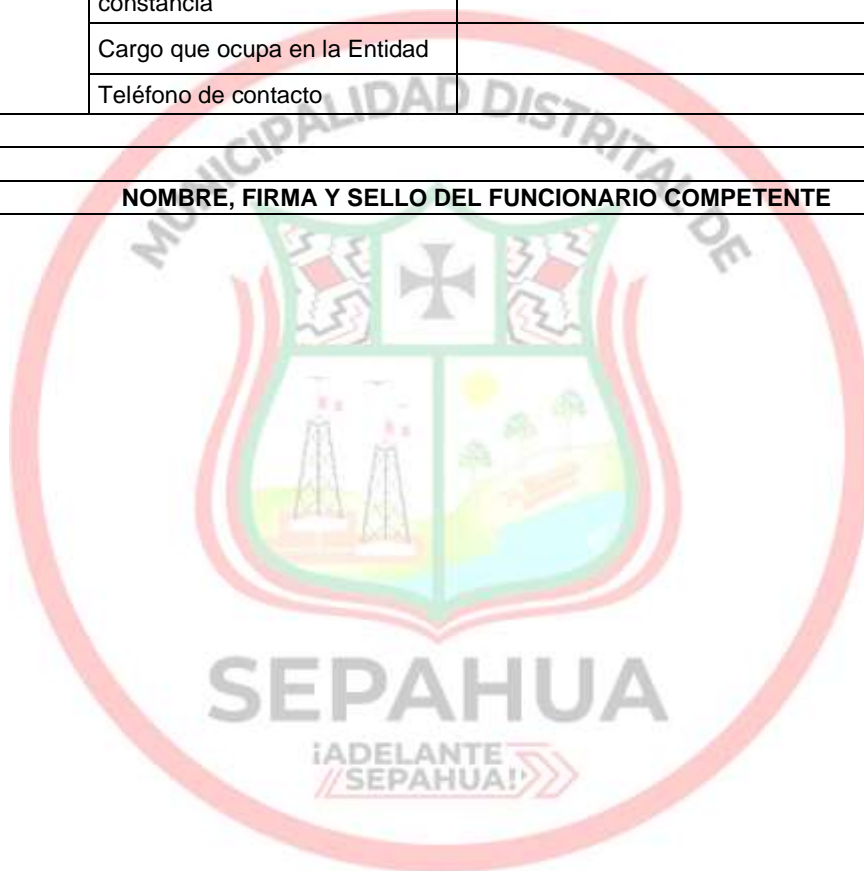 constancia
Cargo que ocupa en la Entidad
Teléfono de contacto
MUNICIPALIDAD DISTRITAL DE
NOMBRE, FIRMA Y SELLO DEL FUNCIONARIO COMPETENTE
SEPAHUA
¡ADELANTE
SEPAHUA!